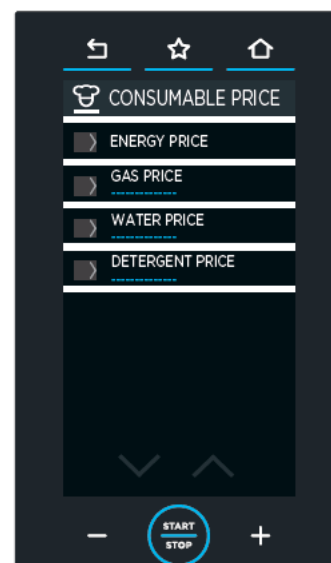 CONSUMABLE PRICE
ENERGY PRICE
GAS PRICE
------------
WATER PRICE
------------
DETERGENT PRICE
------------
START
STOP